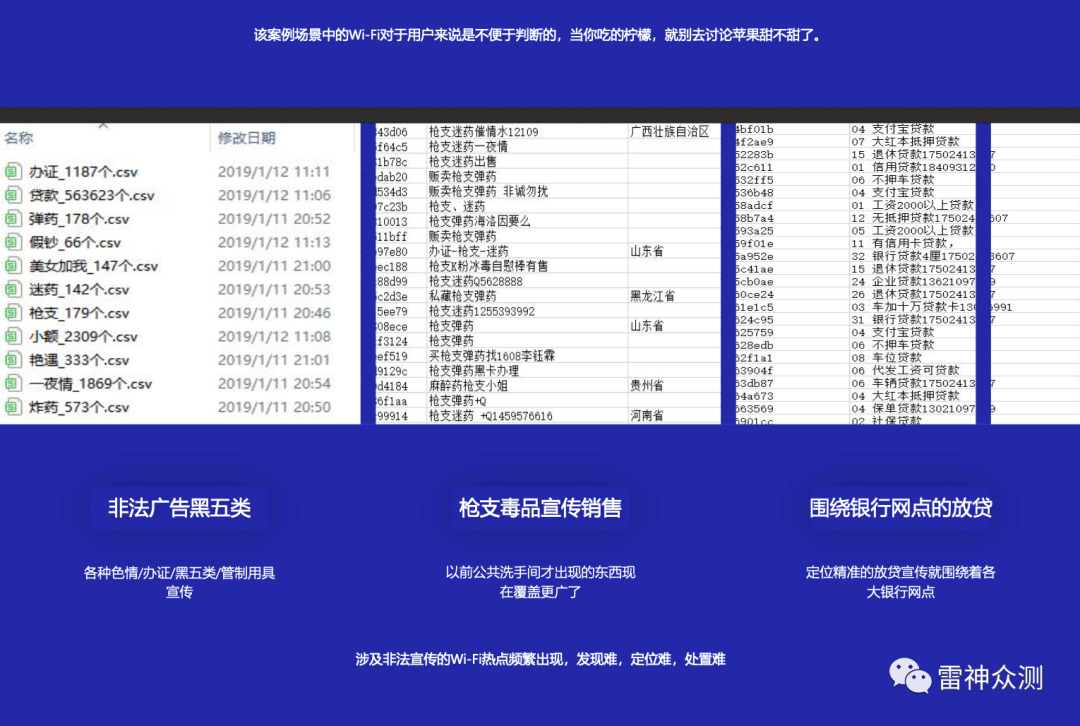 该案例场景中的Wi-Fi对于用户来说是不便于判断的，当你吃的柠檬，就别去讨论苹果甜不甜了。
名称 修改日期
办证_1187个.csv 2019/1/12 11:11
贷款_563623个.csv 2019/1/12 11:06
弹药_178个.csv 2019/1/11 20:52
假钞_66个.csv 2019/1/12 11:13
美女加我_147个.csv 2019/1/11 21:00
迷药_142个.csv 2019/1/11 20:53
枪支_179个.csv 2019/1/11 20:46
小额_2309个.csv 2019/1/12 11:08
艳遇_333个.csv 2019/1/11 21:01
一夜情_1869个.csv 2019/1/11 20:54
炸药_573个.csv 2019/1/11 20:50
43d06 枪支迷药催情水12109 广西壮族自治区
f64c5 枪支迷药一夜情
1b78c 枪支迷药出售
dab20 贩卖枪支弹药
534d3 贩卖枪支弹药 非诚勿扰
7c23b 枪支、迷药
10013 枪支弹药海洛因要么
11bff 贩卖枪支弹药
97e80 办证-枪支-迷药 山东省
ec188 枪支K粉冰毒自慰棒有售
88d99 枪支迷药Q5628888
c2d3e 私藏枪支弹药 黑龙江省
5ee79 枪支迷药1255393992
08ece 枪支弹药 山东省
f3124 枪支弹药
ef519 买枪支弹药找1608李钰霖
9129c 枪支弹药黑卡办理
d4184 麻醉药枪支小姐 贵州省
6f1aa 枪支弹药+Q
99914 枪支迷药 +Q1459576616 河南省
4bf01b 04 支付宝贷款
4f2ae9 07 大红本抵押贷款
52283b 15 退休贷款17502413 7
52c611 01 信用贷款18409312 0
532ff5 06 不押车贷款
536b48 04 支付宝贷款
58adcf 01 工资2000以上贷款
58b7a4 12 无抵押贷款175024 607
593a25 05 工资2000以上贷款
59f01e 11 有信用卡贷款，
5a952e 32 银行贷款4厘17502 3607
5c41ae 15 退休贷款17502413 7
5cb0ae 24 企业贷款13621097 9
60ce24 26 退休贷款17502413 7
61e1c5 03 车加十万贷款卡130 6991
624c95 31 银行贷款17502413 7
625759 04 支付宝贷款
628edb 06 不押车贷款
62f1a1 08 车位贷款
63904f 06 代发工资可贷款
63db87 06 车辆贷款17502413 7
64a673 04 大红本抵押贷款
663569 04 保单贷款13021097 9
6901cc 02 社保贷款
非法广告黑五类
各种色情/办证/黑五类/管制用具
宣传
枪支毒品宣传销售
以前公共洗手间才出现的东西现
在覆盖更广了
围绕银行网点的放贷
定位精准的放贷宣传就围绕着各
大银行网点
涉及非法宣传的Wi-Fi热点频繁出现，发现难，定位难，处置难
雷神众测